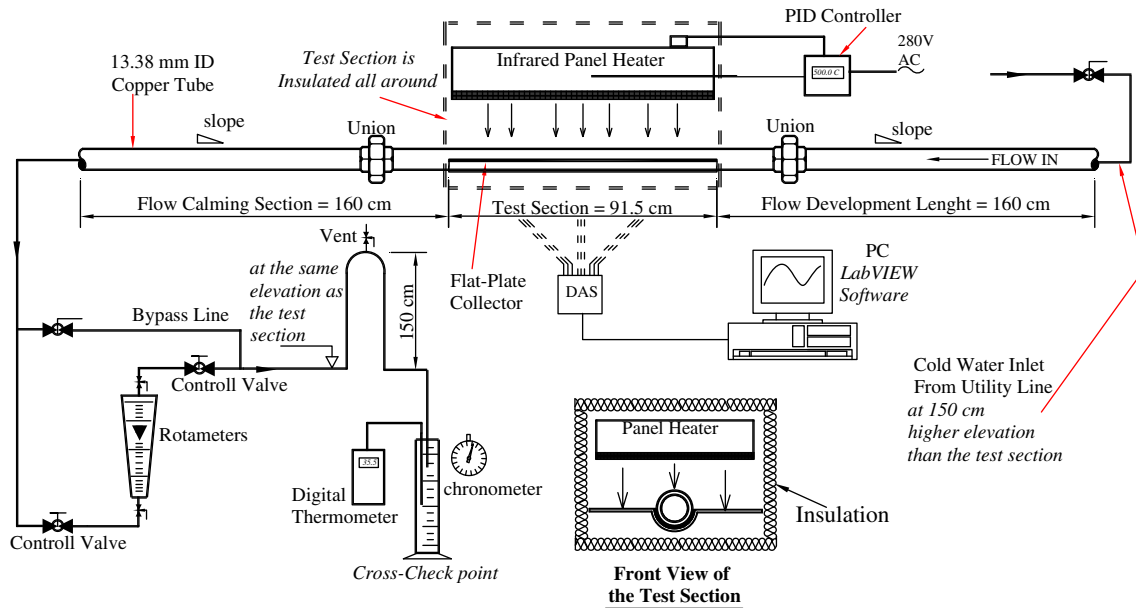 PID Controller
280V
AC
500.0 C
13.38 mm ID
Copper Tube
Test Section is
Insulated all around
Infrared Panel Heater
slope
Union
Union
slope
FLOW IN
Flow Calming Section = 160 cm
Test Section = 91.5 cm
Flow Development Lenght = 160 cm
Vent
at the same
elevation as
the test
section
150 cm
Flat-Plate
Collector
DAS
PC
LabVIEW
Software
Bypass Line
Controll Valve
Rotameters
Controll Valve
35.5
Digital
Thermometer
chronometer
Cross-Check point
Panel Heater
Insulation
Front View of
the Test Section
Cold Water Inlet
From Utility Line
at 150 cm
higher elevation
than the test section